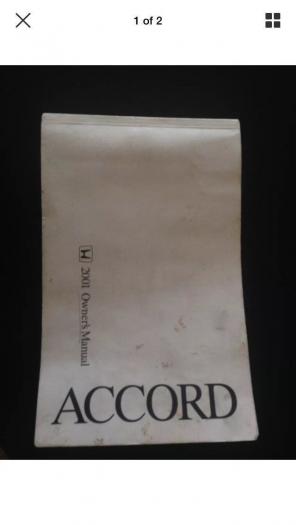 1 of 2
2001 Owner's Manual
ACCORD